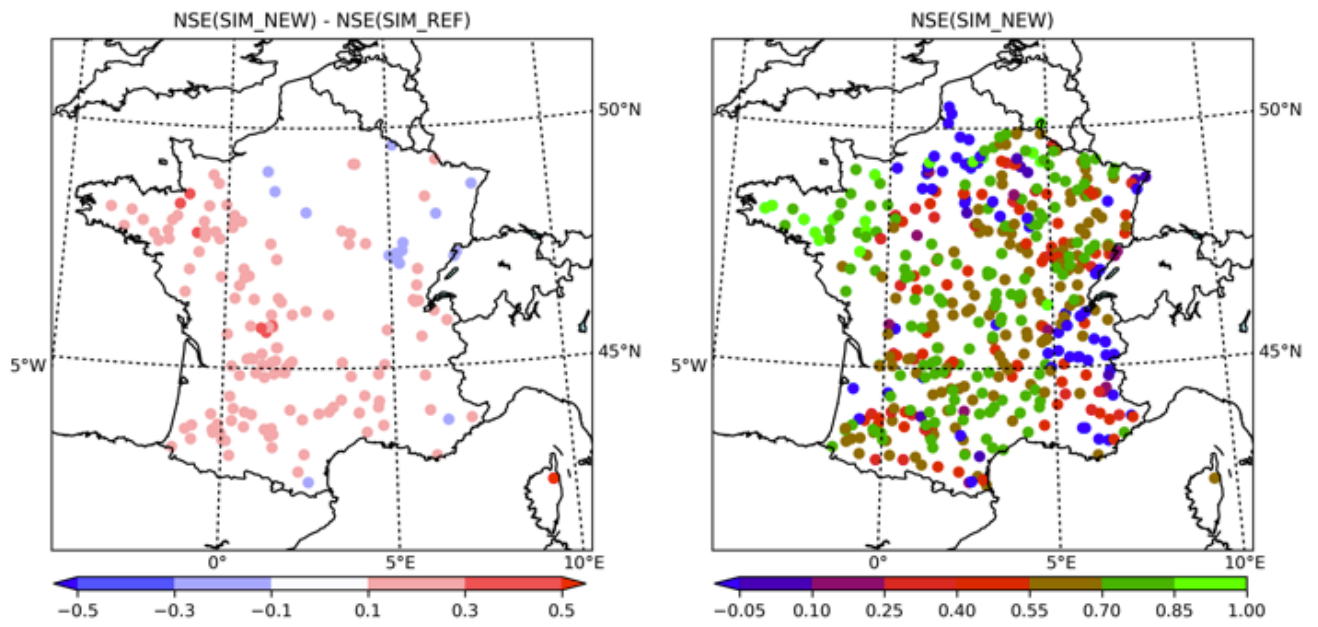 NSE(SIM_NEW) - NSE(SIM_REF)
50°N
45°N
5°W
0°
5°E
10°E
−0.5
−0.3
−0.1
0.1
0.3
0.5
NSE(SIM_NEW)
50°N
45°N
5°W
0°
5°E
10°E
−0.05
0.10
0.25
0.40
0.55
0.70
0.85
1.00